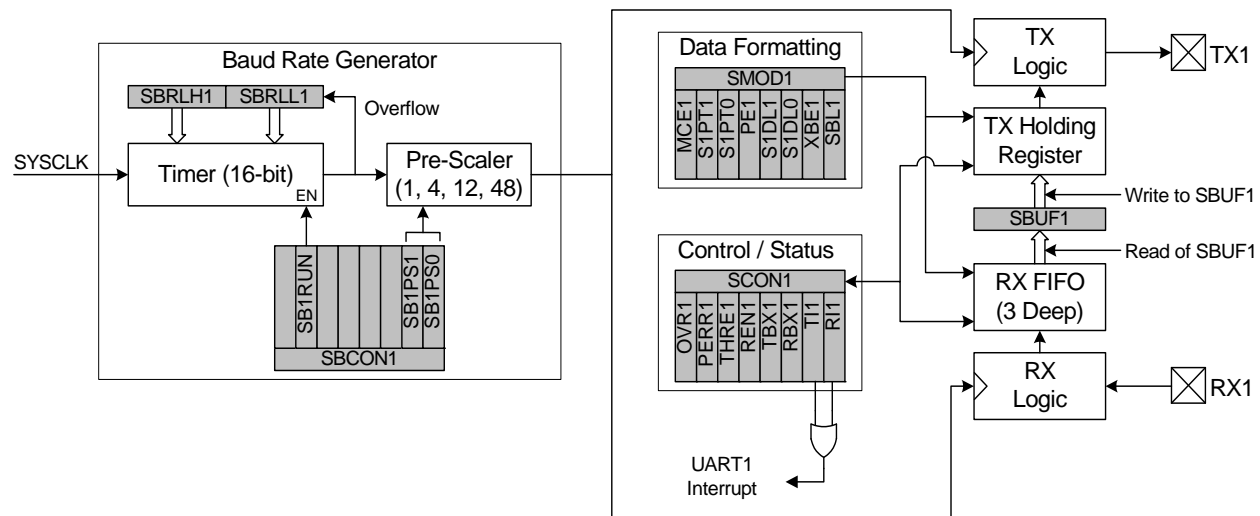 Baud Rate Generator
SBRLH1 SBRLL1
Overflow
SYSCLK
Timer (16-bit)
EN
Pre-Scaler
(1, 4, 12, 48)
SB1RUN
SB1PS1
SB1PS0
SBCON1
Data Formatting
SMOD1
MCE1
S1PT1
S1PT0
PE1
S1DL1
S1DL0
XBE1
SBL1
Control / Status
SCON1
OVR1
PERR1
THRE1
REN1
TBX1
RBX1
TI1
RI1
UART1
Interrupt
TX
Logic
TX1
TX Holding
Register
Write to SBUF1
SBUF1
Read of SBUF1
RX FIFO
(3 Deep)
RX
Logic
RX1